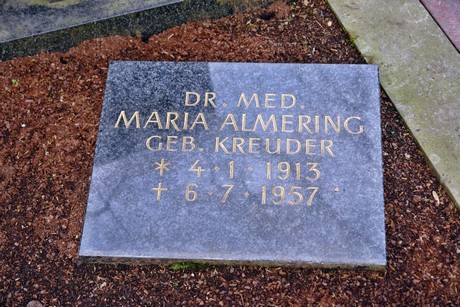 DR. MED.
MARIA ALMERING
GEB. KREUDER
* 4 · 1 · 1913
† 6 · 7 · 1957